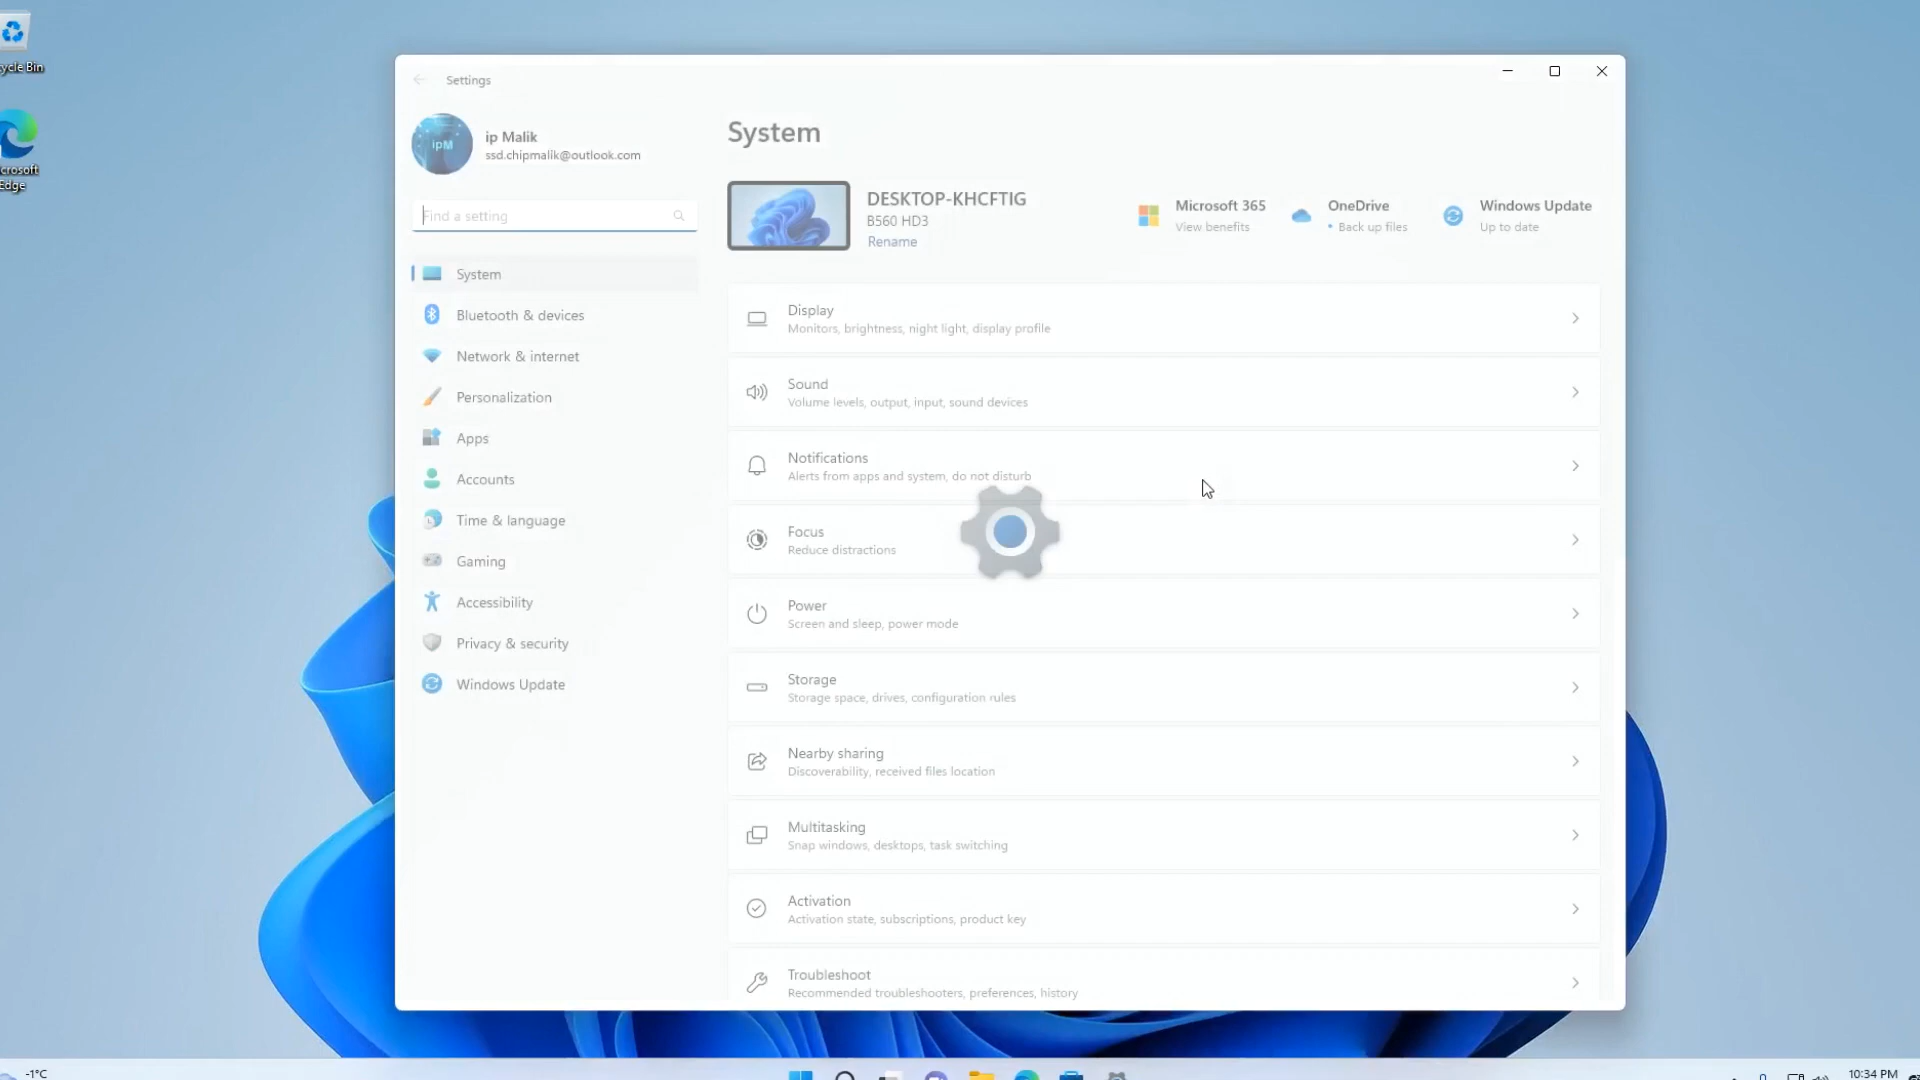 ycle Bin
crosoft
Edge
Settings
ipM
ip Malik
ssd.chipmalik@outlook.com
Find a setting
System
Bluetooth & devices
Network & internet
Personalization
Apps
Accounts
Time & language
Gaming
Accessibility
Privacy & security
Windows Update
System
DESKTOP-KHCFTIG
B560 HD3
Rename
Microsoft 365
View benefits
OneDrive
• Back up files
Windows Update
Up to date
Display
Monitors, brightness, night light, display profile
Sound
Volume levels, output, input, sound devices
Notifications
Alerts from apps and system, do not disturb
Focus
Reduce distractions
Power
Screen and sleep, power mode
Storage
Storage space, drives, configuration rules
Nearby sharing
Discoverability, received files location
Multitasking
Snap windows, desktops, task switching
Activation
Activation state, subscriptions, product key
Troubleshoot
Recommended troubleshooters, preferences, history
-1°C
10:34 PM